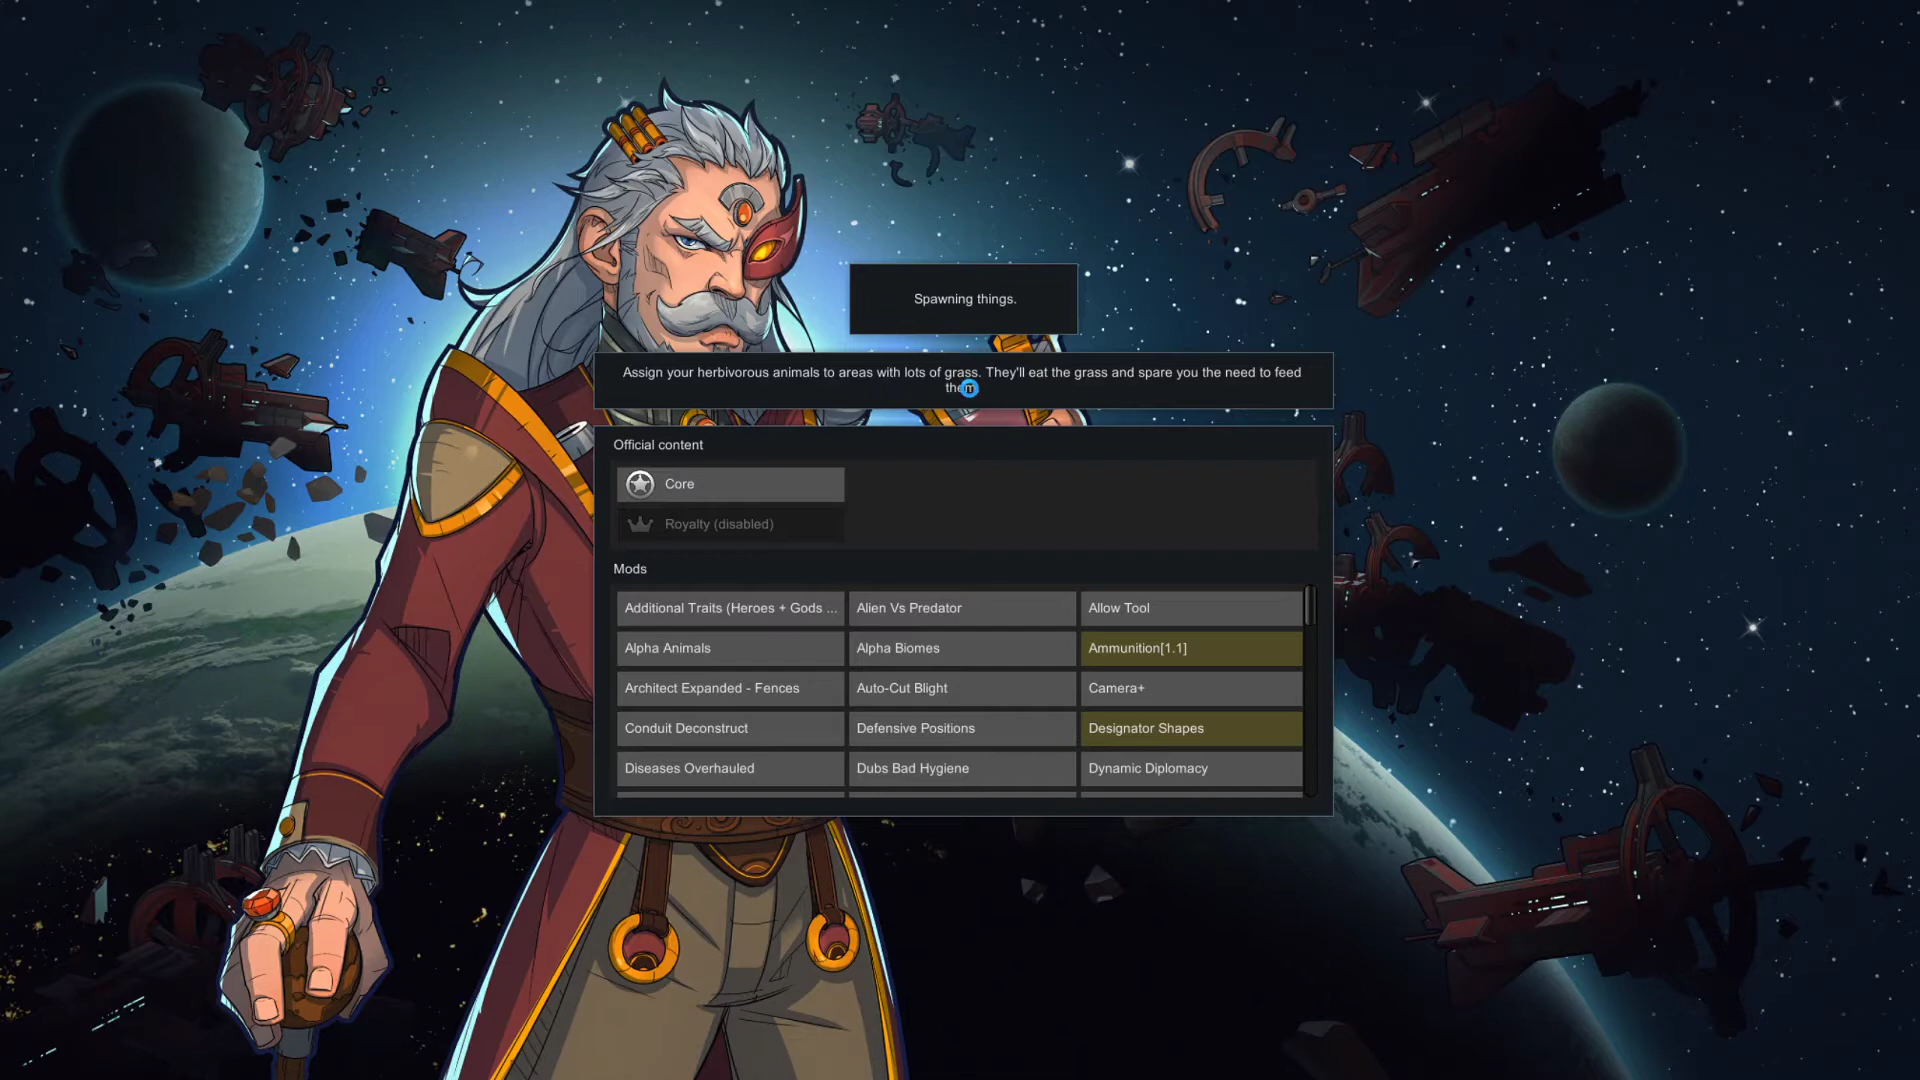 Spawning things.
Assign your herbivorous animals to areas with lots of grass. They'll eat the grass and spare you the need to feed
Official content
Core
Royalty (disabled)
Mods
Additional Traits (Heroes + Gods ...
Alien Vs Predator
Allow Tool
Alpha Animals
Alpha Biomes
Ammunition[1.1]
Architect Expanded - Fences
Auto-Cut Blight
Camera+
Conduit Deconstruct
Defensive Positions
Designator Shapes
Diseases Overhauled
Dubs Bad Hygiene
Dynamic Diplomacy